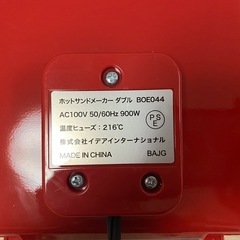 ホットサンドメーカー ダブル BOE044
AC100V 50/60Hz 900W
温度ヒューズ：216℃
PSE
株式会社イデアインターナショナル
MADE IN CHINA BAJG